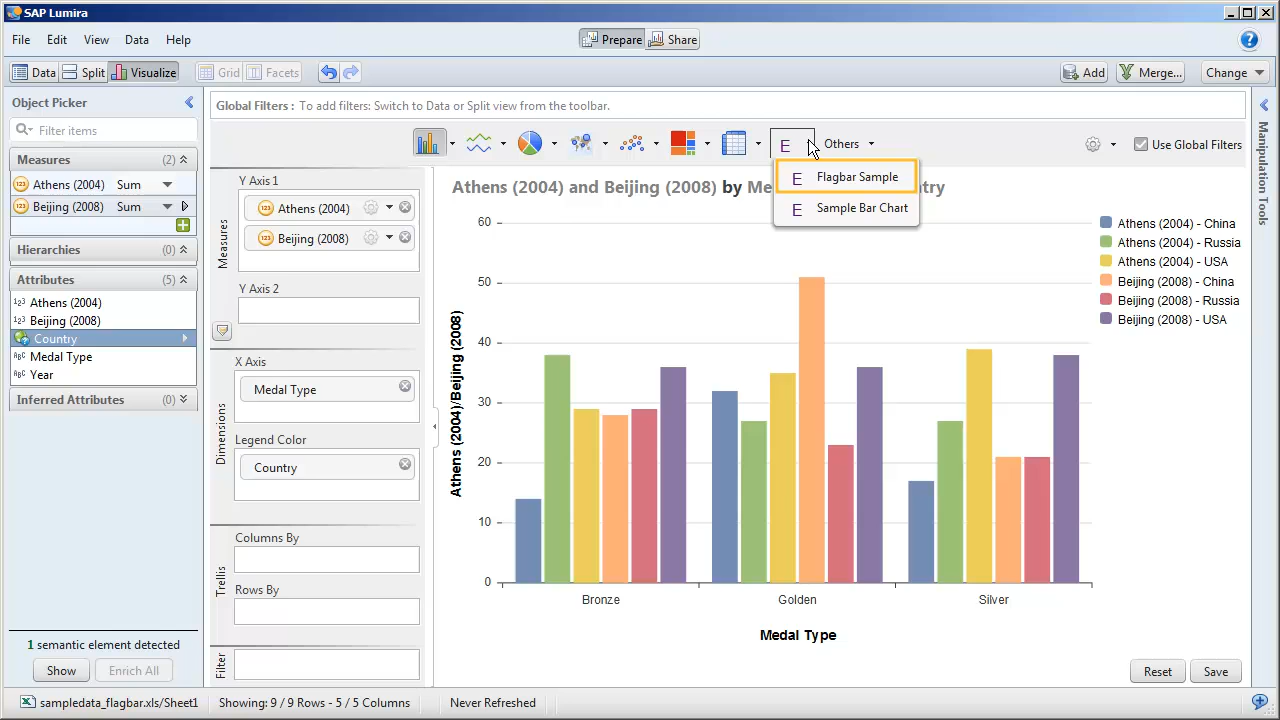 SAP Lumira
File Edit View Data Help
Prepare Share
Data Split Visualize Grid Facets
Add Merge... Change
Object Picker
Filter items
Measures (2)
Athens (2004) Sum
Beijing (2008) Sum
Hierarchies (0)
Attributes (5)
Athens (2004)
Beijing (2008)
Country
Medal Type
Year
Inferred Attributes (0)
1 semantic element detected
Show Enrich All
Global Filters : To add filters: Switch to Data or Split view from the toolbar.
E Others
Use Global Filters
E Flagbar Sample
E Sample Bar Chart
Measures
Y Axis 1
Athens (2004)
Beijing (2008)
Y Axis 2
Dimensions
X Axis
Medal Type
Legend Color
Country
Trellis
Columns By
Rows By
Filter
Athens (2004) and Beijing (2008) by
Athens (2004)/Beijing (2008)
60
50
40
30
20
10
0
Bronze Golden Silver
Medal Type
Athens (2004) - China
Athens (2004) - Russia
Athens (2004) - USA
Beijing (2008) - China
Beijing (2008) - Russia
Beijing (2008) - USA
Reset Save
Related Visualization Tools
sampledata_flagbar.xls/Sheet1 Showing: 9 / 9 Rows - 5 / 5 Columns Never Refreshed